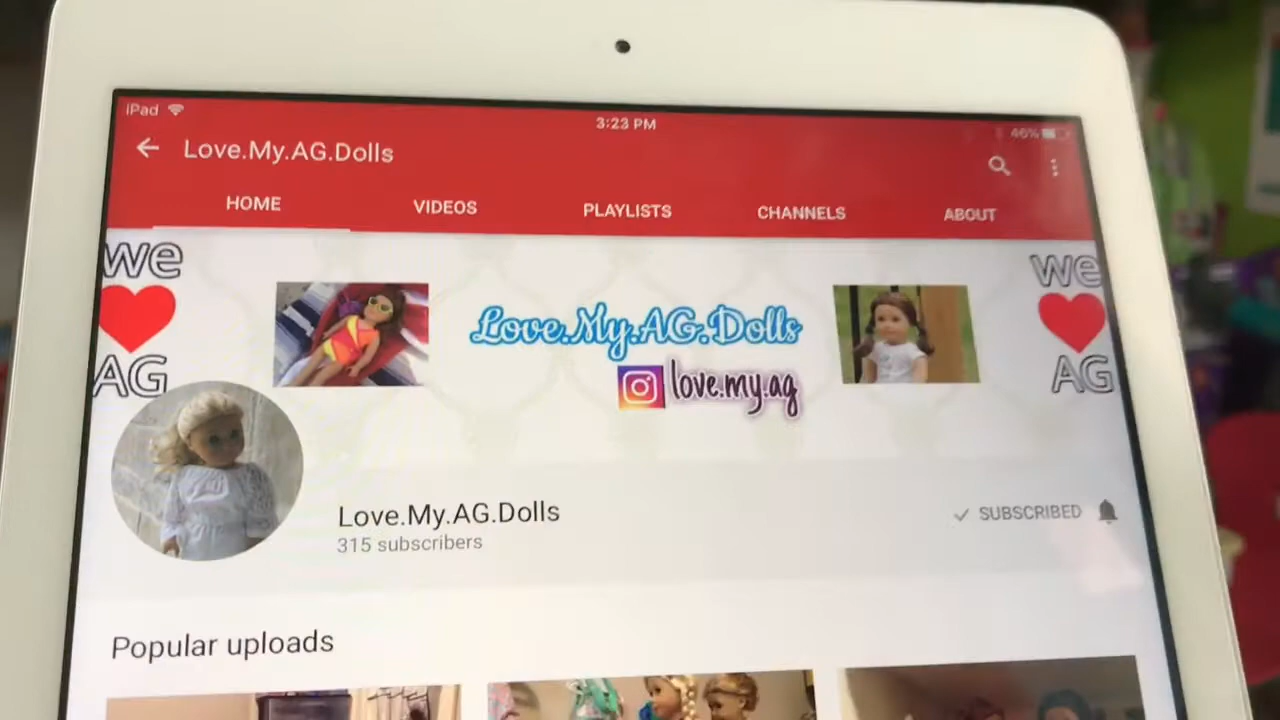 iPad
3:23 PM
46%
Love.My.AG.Dolls
HOME
VIDEOS
PLAYLISTS
CHANNELS
ABOUT
we
AG
Love.My.AG.Dolls
love.my.ag
we
AG
Love.My.AG.Dolls
315 subscribers
SUBSCRIBED
Popular uploads